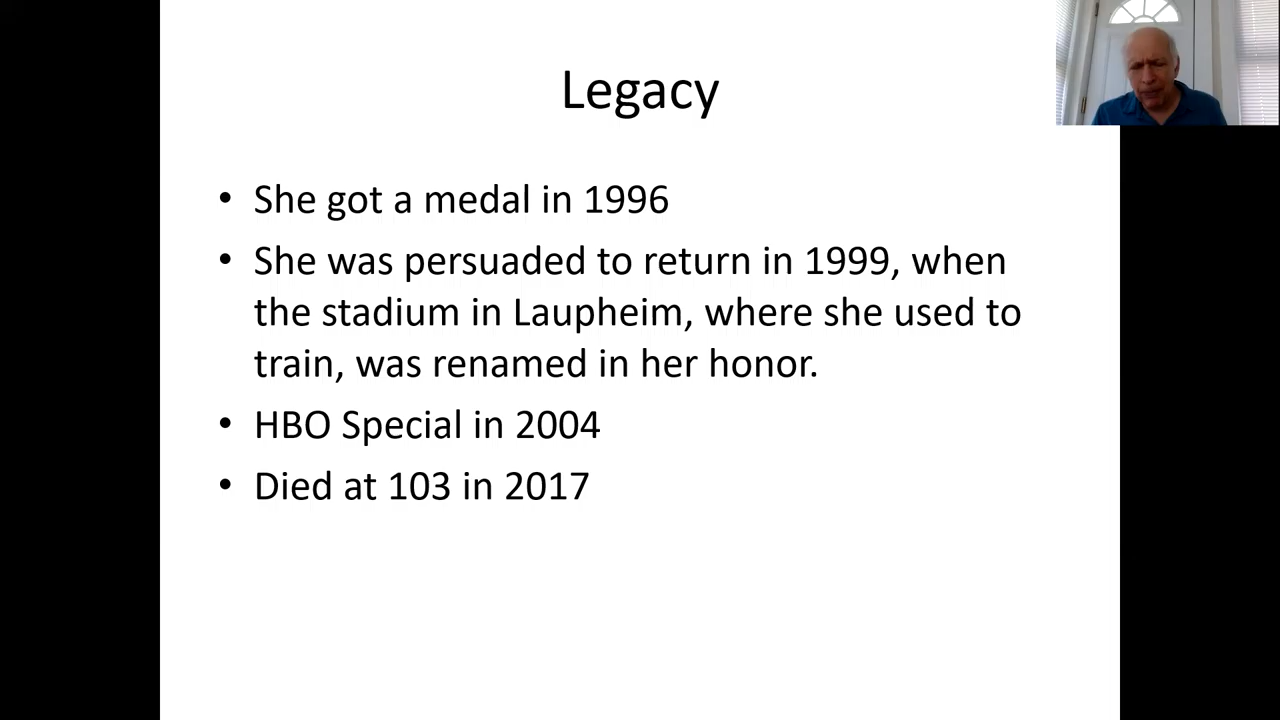 Legacy
• She got a medal in 1996
• She was persuaded to return in 1999, when
the stadium in Laupheim, where she used to
train, was renamed in her honor.
• HBO Special in 2004
• Died at 103 in 2017